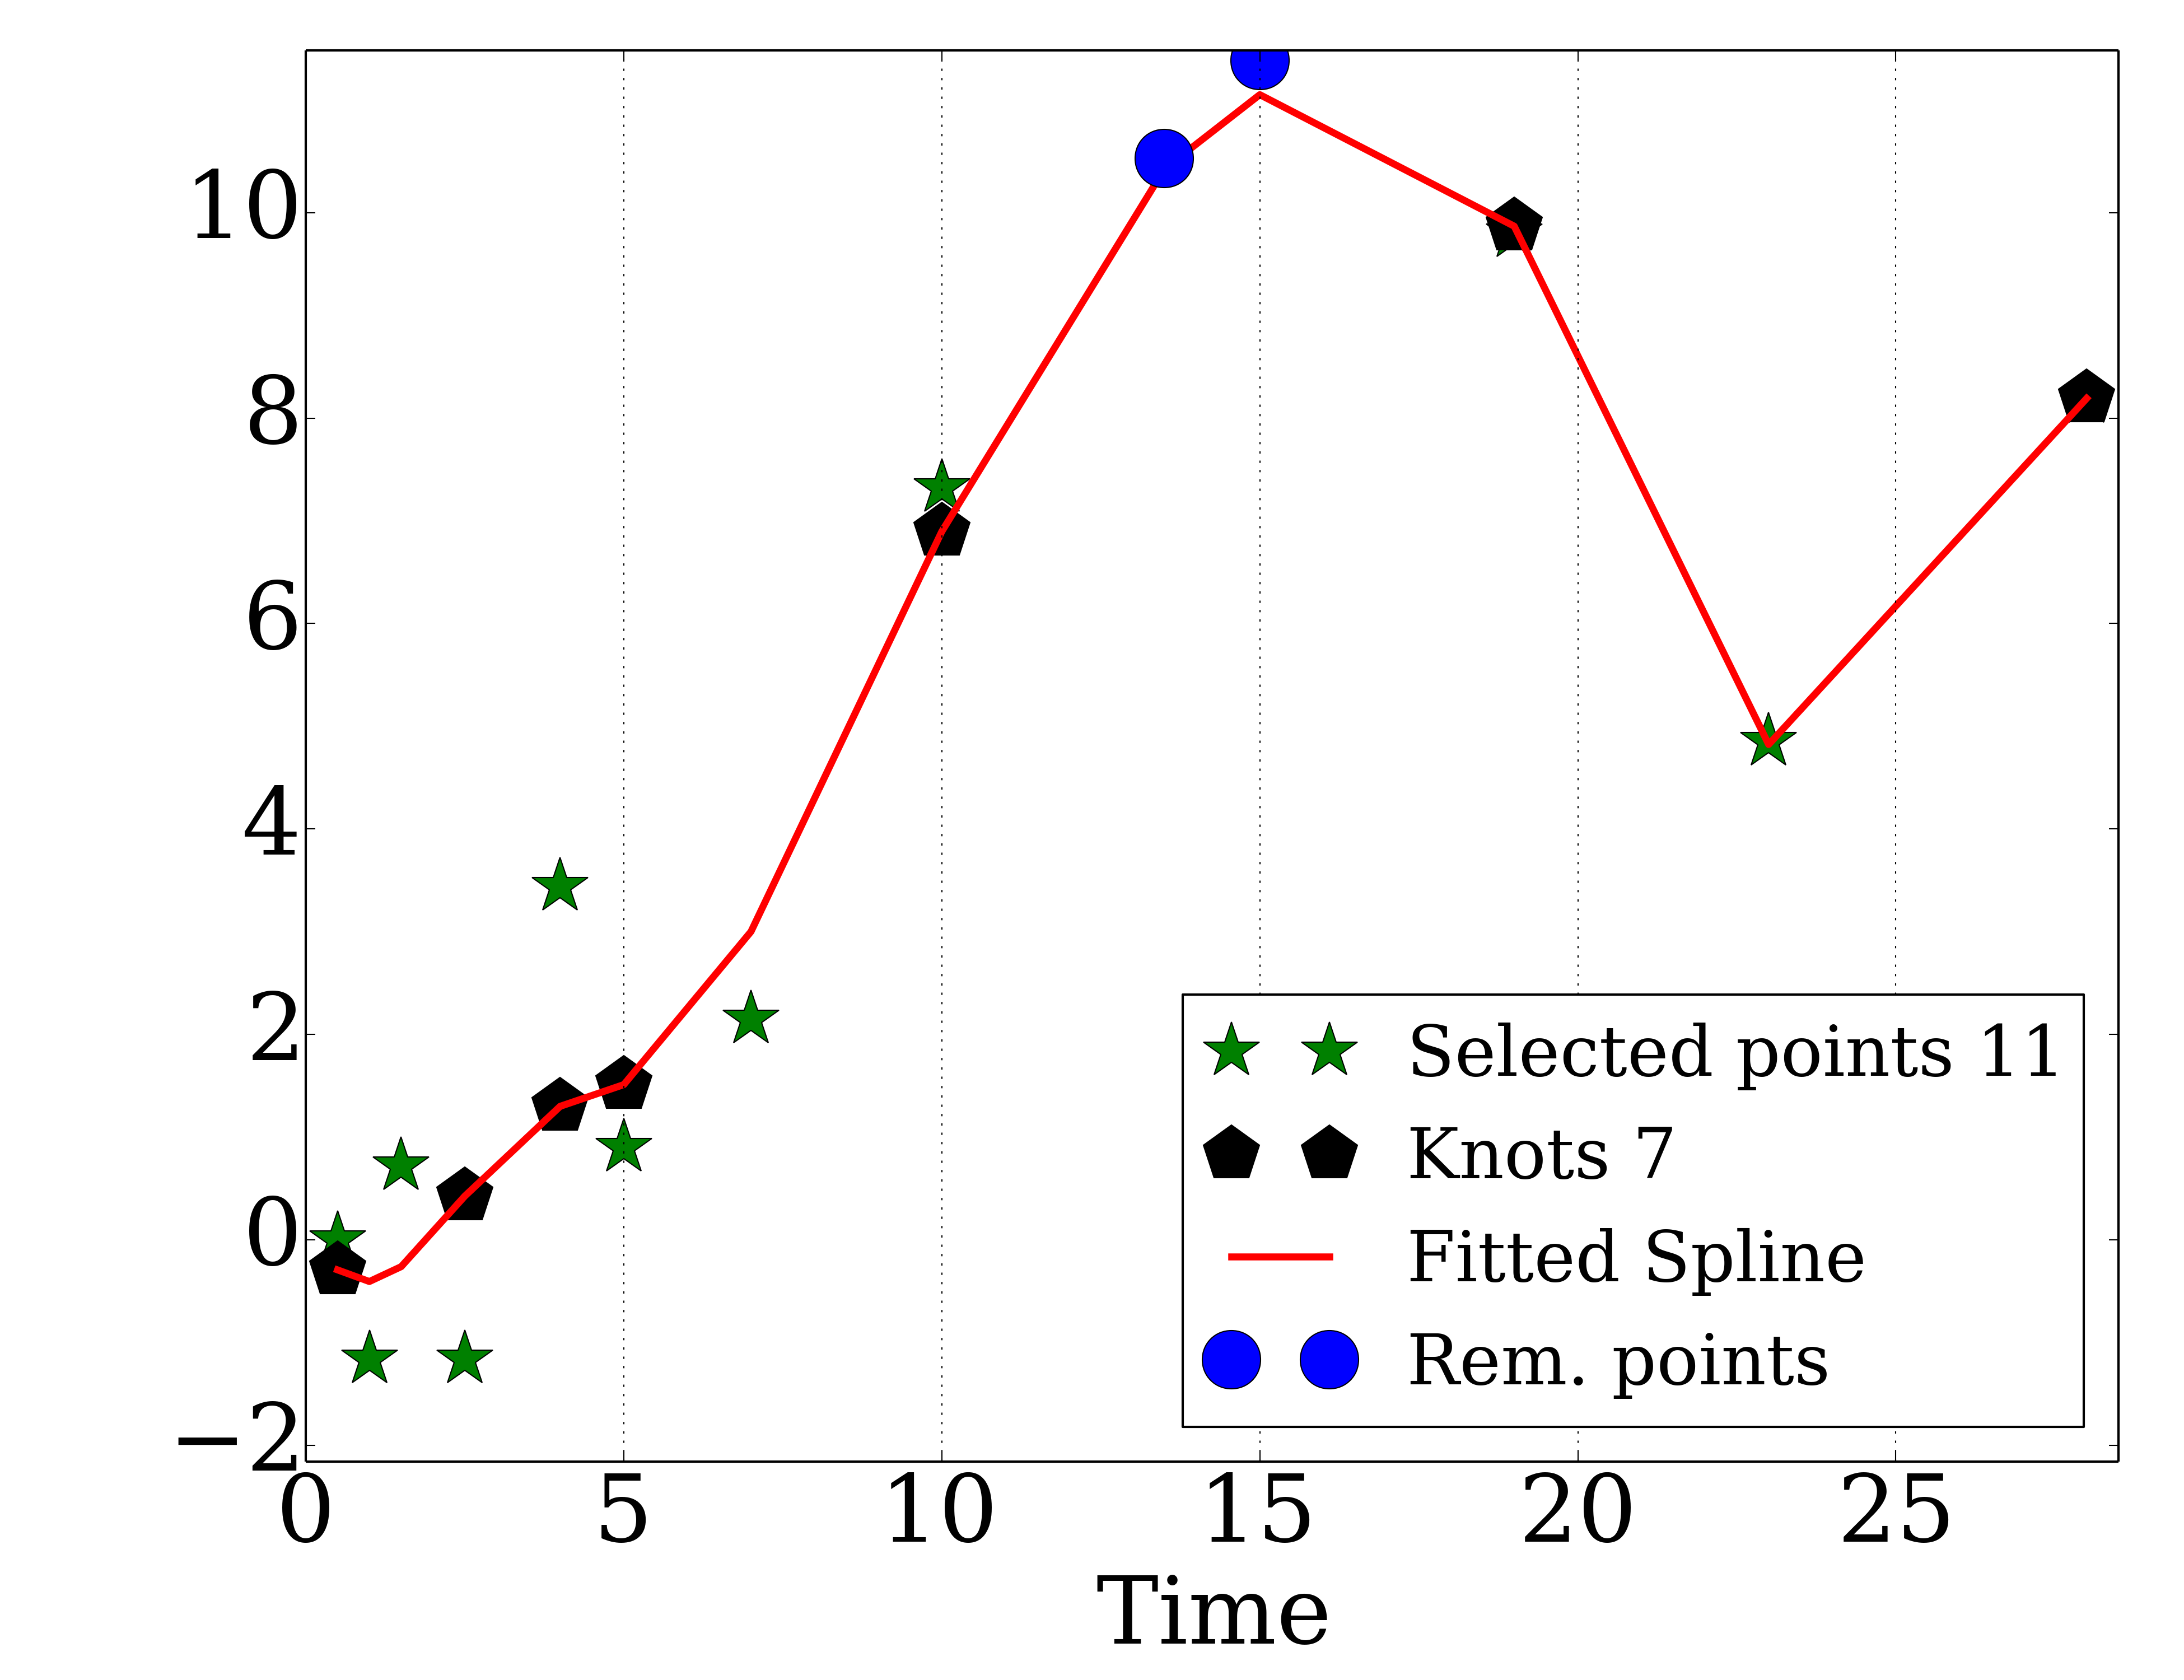 10
8
6
4
2
0
−2
0 5 10 15 20 25
Time
Selected points 11
Knots 7
Fitted Spline
Rem. points